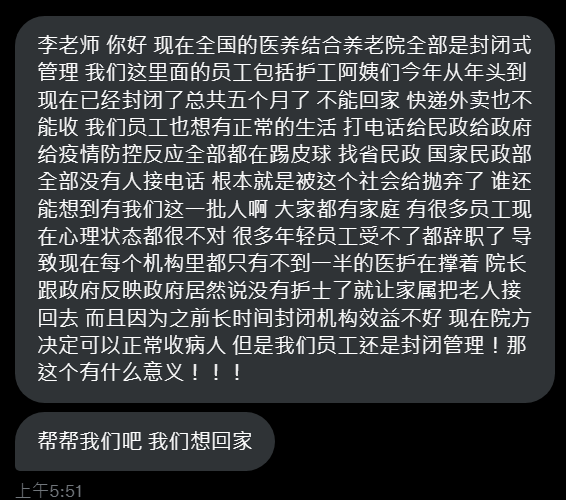 李老师 你好 现在全国的医养结合养老院全部是封闭式
管理 我们这里面的员工包括护工阿姨们今年从年头到
现在已经封闭了总共五个月了 不能回家 快递外卖也不
能收 我们员工也想有正常的生活 打电话给民政给政府
给疫情防控反应全部都在踢皮球 找省民政 国家民政部
全部没有人接电话 根本就是被这个社会给抛弃了 谁还
能想到有我们这一批人啊 大家都有家庭 有很多员工现
在心理状态都很不对 很多年轻员工受不了都辞职了 导
致现在每个机构里都只有不到一半的医护在撑着 院长
跟政府反映政府居然说没有护士了就让家属把老人接
回去 而且因为之前长时间封闭机构效益不好 现在院方
决定可以正常收病人 但是我们员工还是封闭管理！那
这个有什么意义！！！
帮帮我们吧 我们想回家
上午5:51